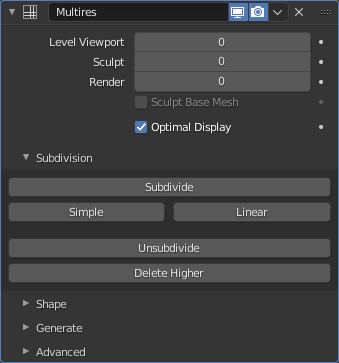 Multires
Level Viewport 0
Sculpt 0
Render 0
Sculpt Base Mesh
Optimal Display
Subdivision
Subdivide
Simple Linear
Unsubdivide
Delete Higher
Shape
Generate
Advanced